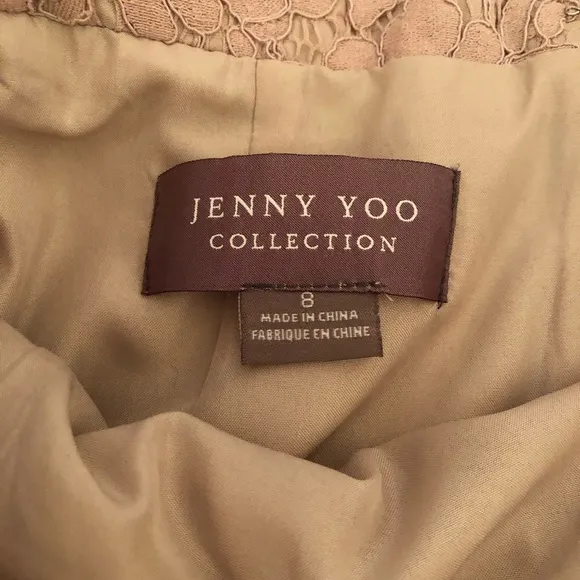 JENNY YOO
COLLECTION
8
MADE IN CHINA
FABRIQUE EN CHINE